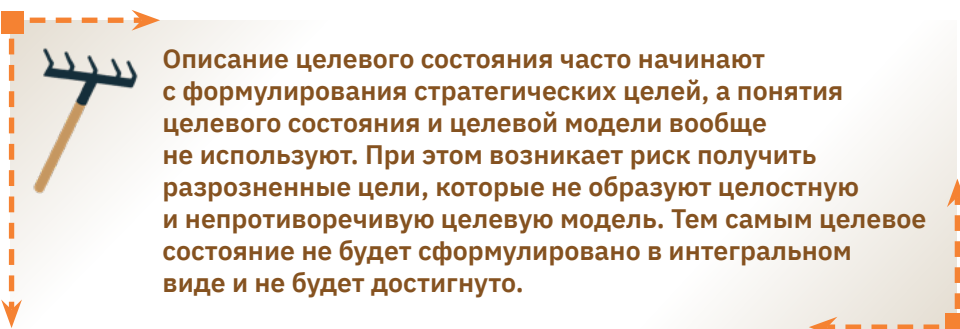 Описание целевого состояния часто начинают
с формулирования стратегических целей, а понятия
целевого состояния и целевой модели вообще
не используют. При этом возникает риск получить
разрозненные цели, которые не образуют целостную
и непротиворечивую целевую модель. Тем самым целевое
состояние не будет сформулировано в интегральном
виде и не будет достигнуто.